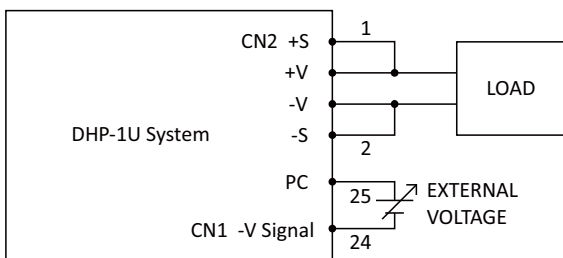 CN2 +S
1
+V
-V
LOAD
DHP-1U System
-S
2
PC
25
EXTERNAL
VOLTAGE
CN1 -V Signal
24